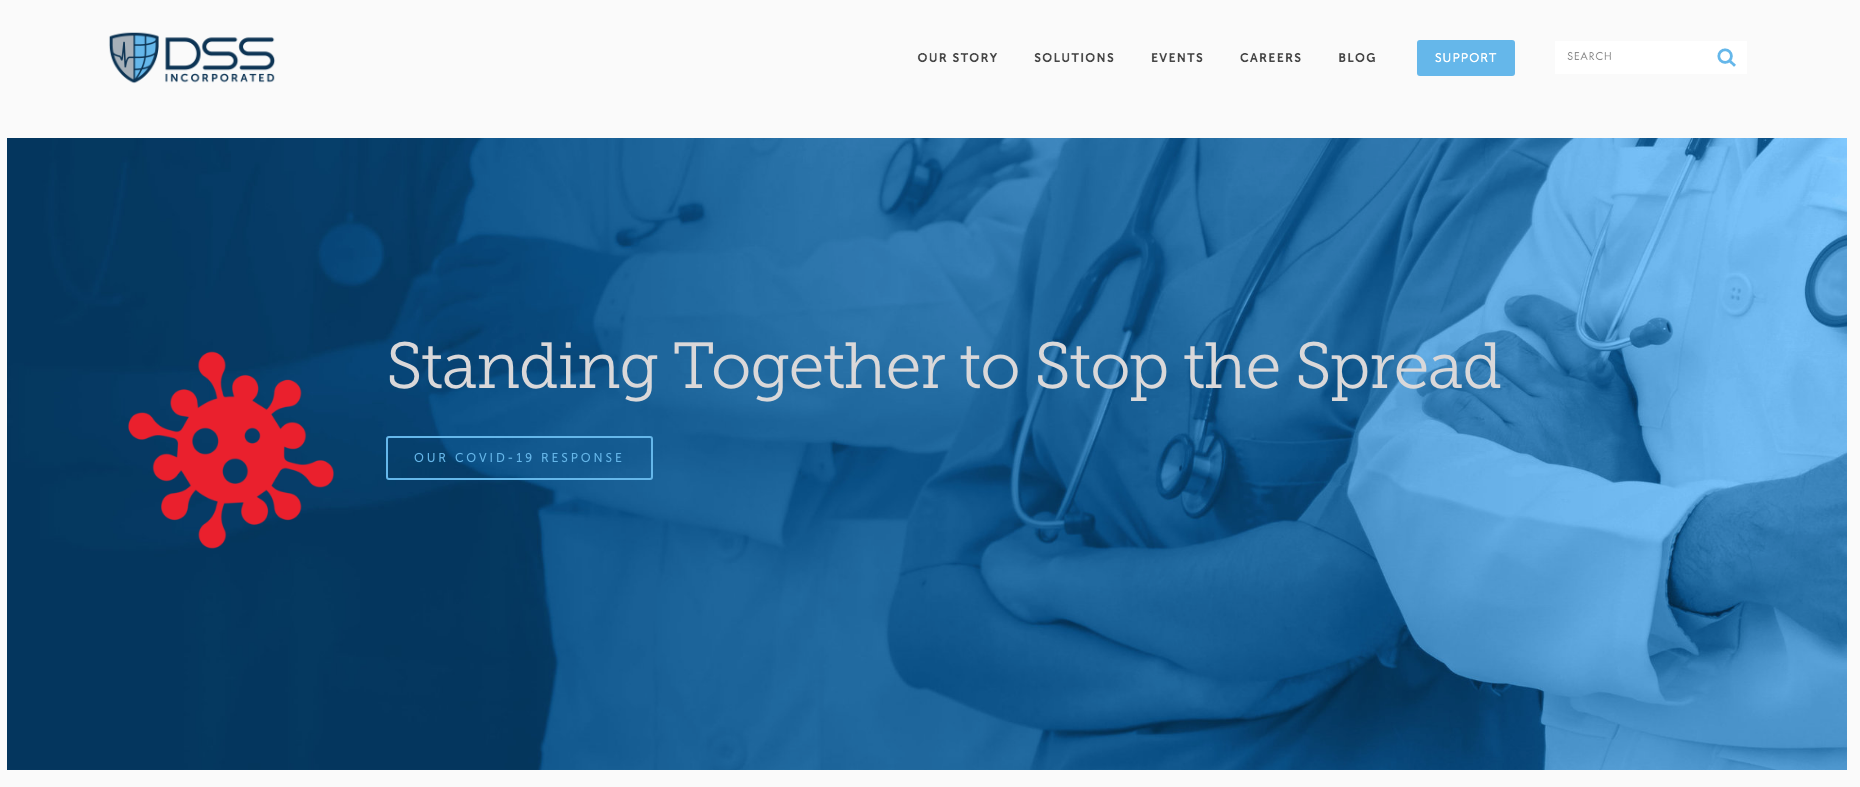 DSS
INCORPORATED
OUR STORY
SOLUTIONS
EVENTS
CAREERS
BLOG
SUPPORT
SEARCH
Standing Together to Stop the Spread
OUR COVID-19 RESPONSE